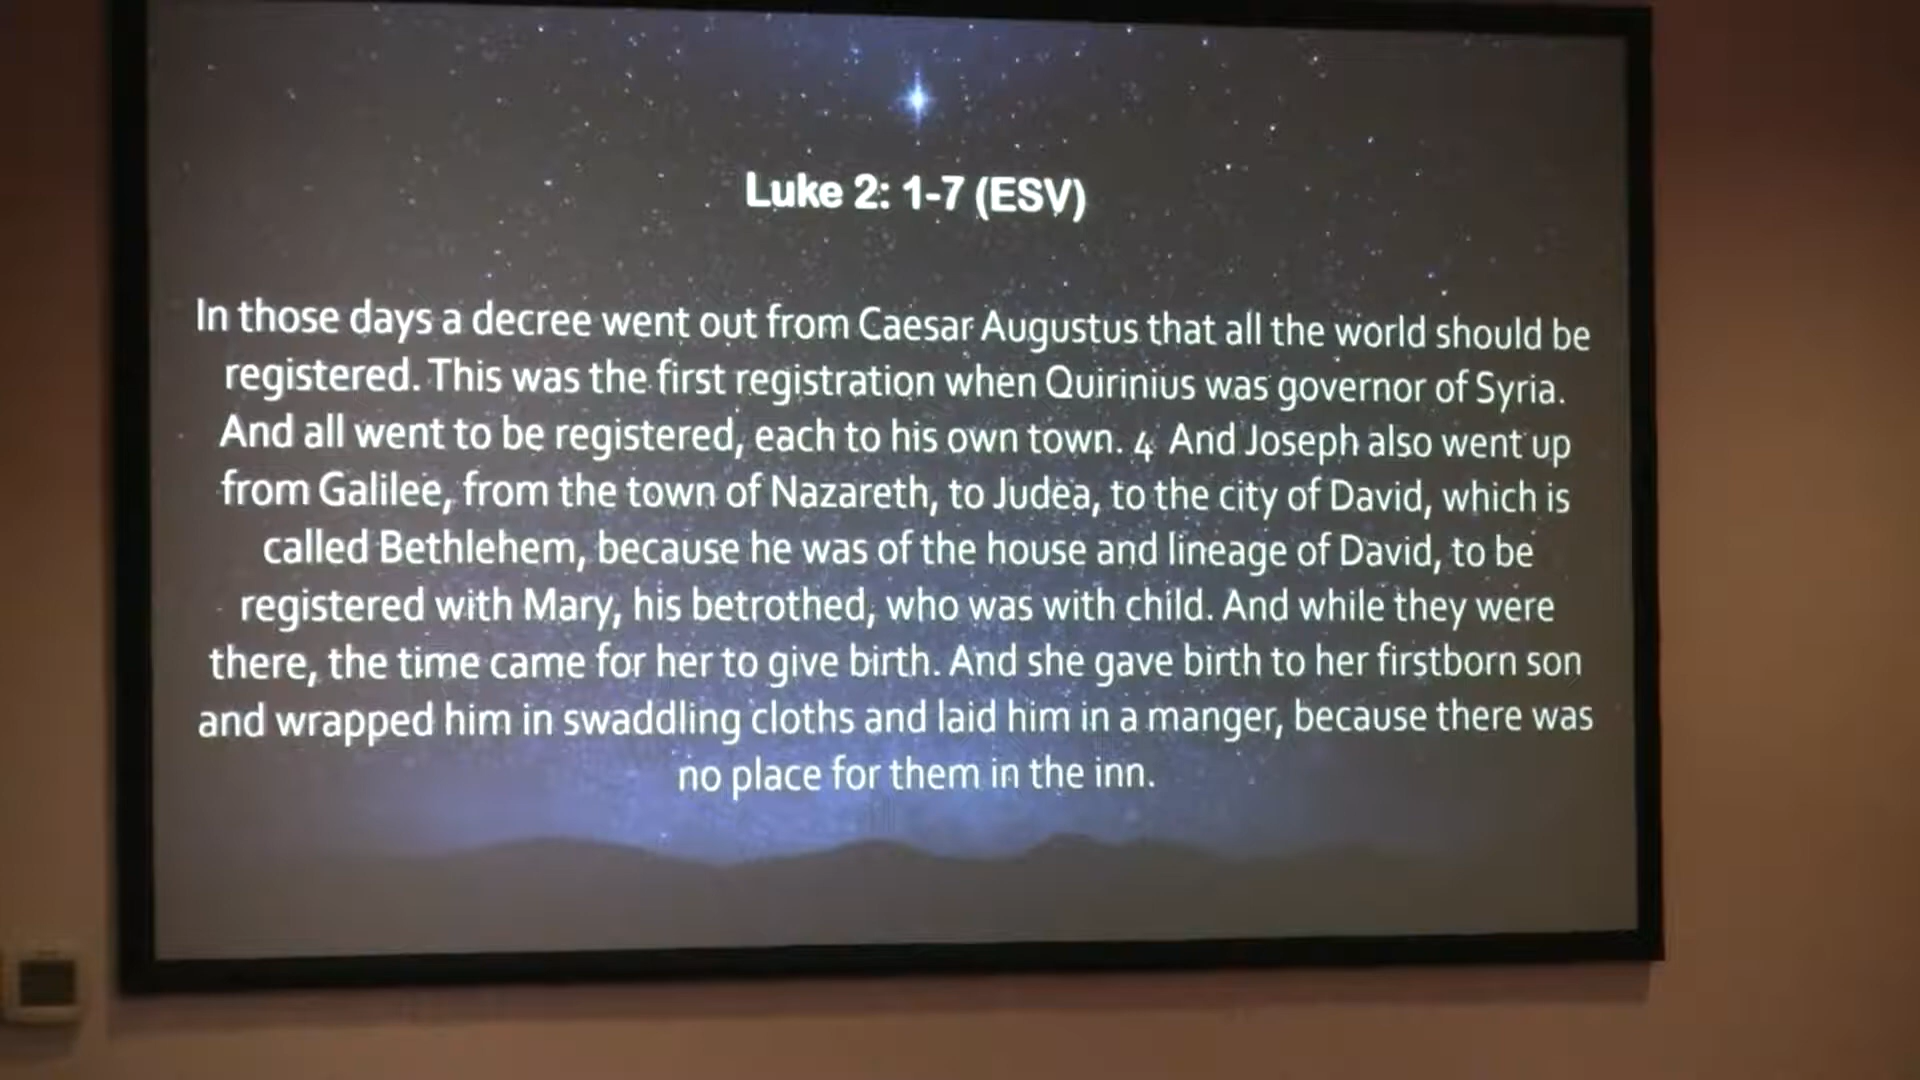 Luke 2: 1-7 (ESV)
In those days a decree went out from Caesar Augustus that all the world should be
registered. This was the first registration when Quirinius was governor of Syria.
And all went to be registered, each to his own town. 4 And Joseph also went up
from Galilee, from the town of Nazareth, to Judea, to the city of David, which is
called Bethlehem, because he was of the house and lineage of David, to be
registered with Mary, his betrothed, who was with child. And while they were
there, the time came for her to give birth. And she gave birth to her firstborn son
and wrapped him in swaddling cloths and laid him in a manger, because there was
no place for them in the inn.